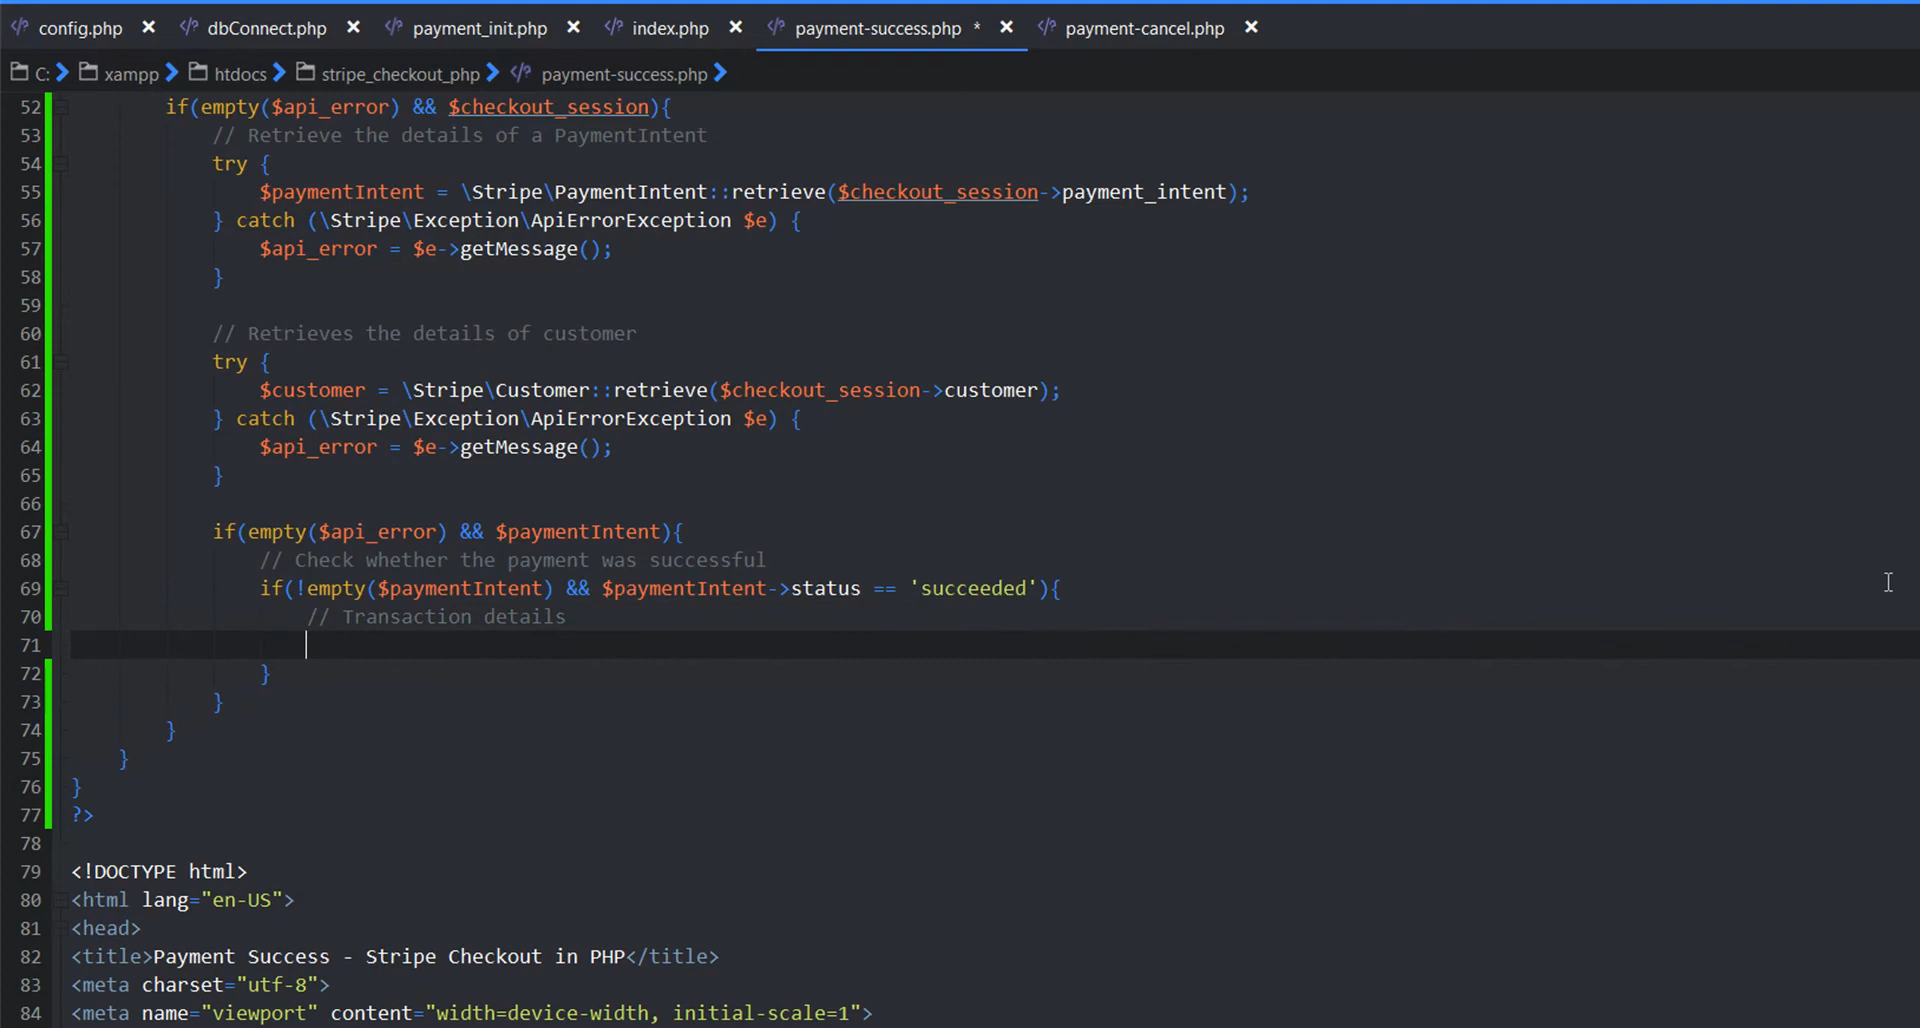 config.php dbConnect.php payment_init.php index.php payment-success.php * payment-cancel.php
C: xampp htdocs stripe_checkout_php payment-success.php
52 if(empty($api_error) && $checkout_session){
53 // Retrieve the details of a PaymentIntent
54 try {
55 $paymentIntent = \Stripe\PaymentIntent::retrieve($checkout_session->payment_intent);
56 } catch (\Stripe\Exception\ApiErrorException $e) {
57 $api_error = $e->getMessage();
58 }
59
60 // Retrieves the details of customer
61 try {
62 $customer = \Stripe\Customer::retrieve($checkout_session->customer);
63 } catch (\Stripe\Exception\ApiErrorException $e) {
64 $api_error = $e->getMessage();
65 }
66
67 if(empty($api_error) && $paymentIntent){
68 // Check whether the payment was successful
69 if(!empty($paymentIntent) && $paymentIntent->status == 'succeeded'){
70 // Transaction details
71
72 }
73 }
74 }
75 }
76 }
77 ?>
78
79 <!DOCTYPE html>
80 <html lang="en-US">
81 <head>
82 <title>Payment Success - Stripe Checkout in PHP</title>
83 <meta charset="utf-8">
84 <meta name="viewport" content="width=device-width, initial-scale=1">